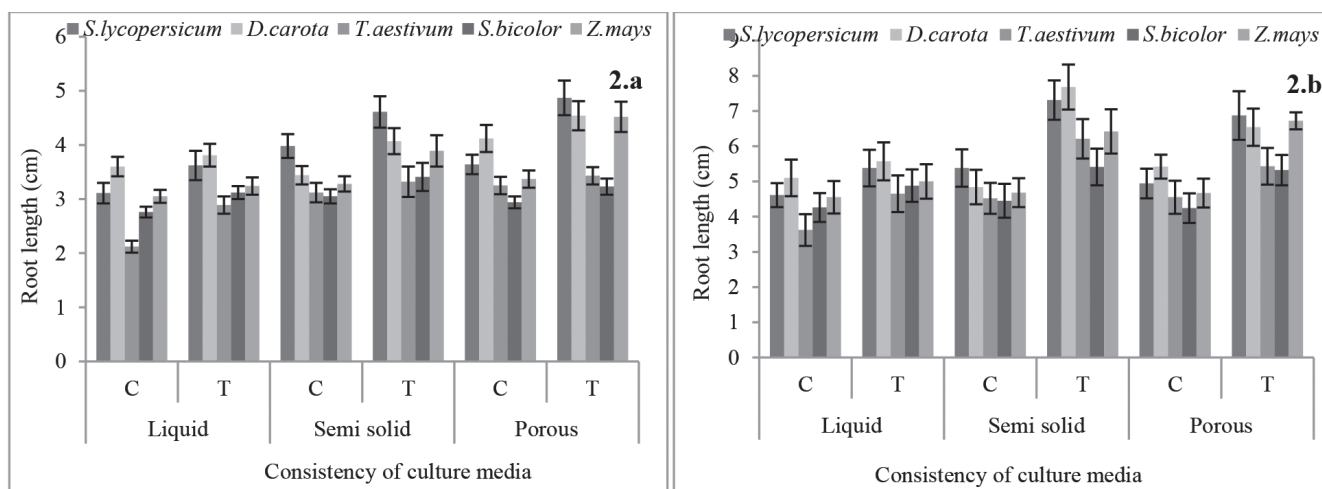 S.lycopersicum D.carota T.aestivum S.bicolor Z.mays
2.a
6
5
4
3
2
1
0
Root length (cm)
C T C T C T
Liquid Semi solid Porous
Consistency of culture media
S.lycopersicum D.carota T.aestivum S.bicolor Z.mays
2.b
9
8
7
6
5
4
3
2
1
0
Root length (cm)
C T C T C T
Liquid Semi solid Porous
Consistency of culture media